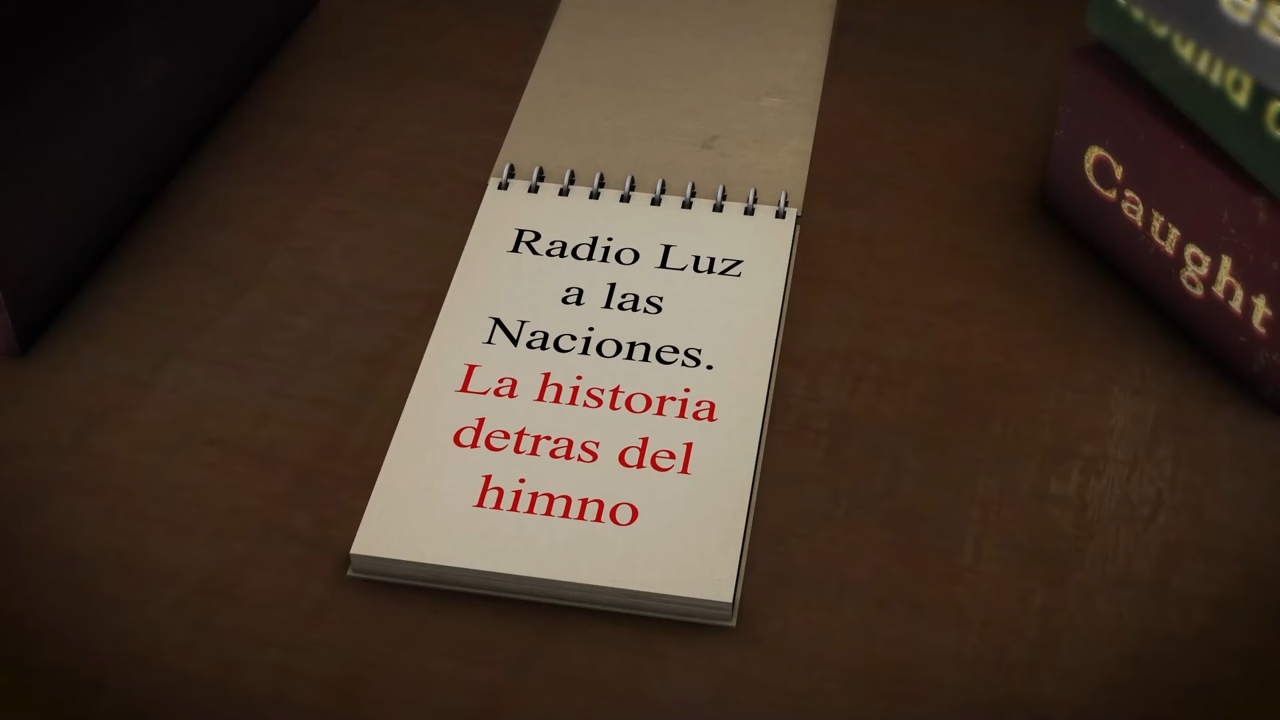 Radio Luz
a las
Naciones.
La historia
detras del
himno
Caught